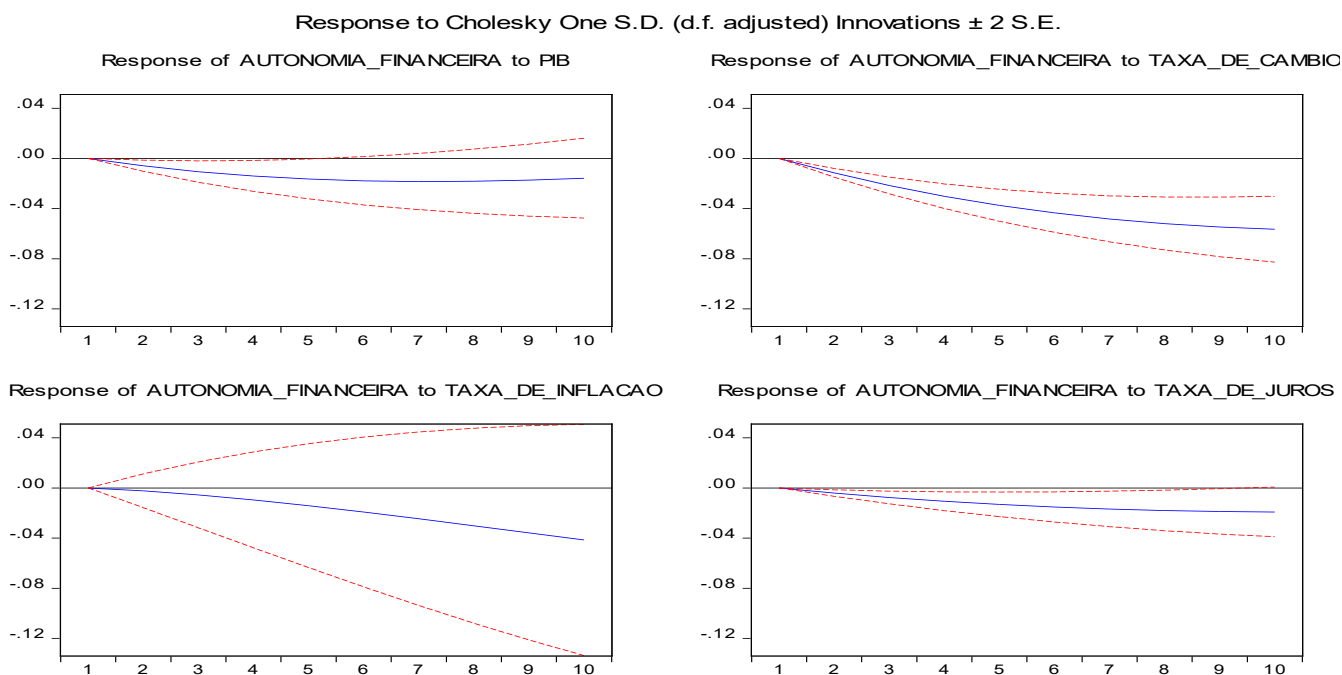 Response to Cholesky One S.D. (d.f. adjusted) Innovations ± 2 S.E.
Response of AUTONOMIA_FINANCEIRA to PIB
.04
.00
-.04
-.08
-.12
1 2 3 4 5 6 7 8 9 10
Response of AUTONOMIA_FINANCEIRA to TAXA_DE_CAMBIO
.04
.00
-.04
-.08
-.12
1 2 3 4 5 6 7 8 9 10
Response of AUTONOMIA_FINANCEIRA to TAXA_DE_INFLACAO
.04
.00
-.04
-.08
-.12
1 2 3 4 5 6 7 8 9 10
Response of AUTONOMIA_FINANCEIRA to TAXA_DE_JUROS
.04
.00
-.04
-.08
-.12
1 2 3 4 5 6 7 8 9 10